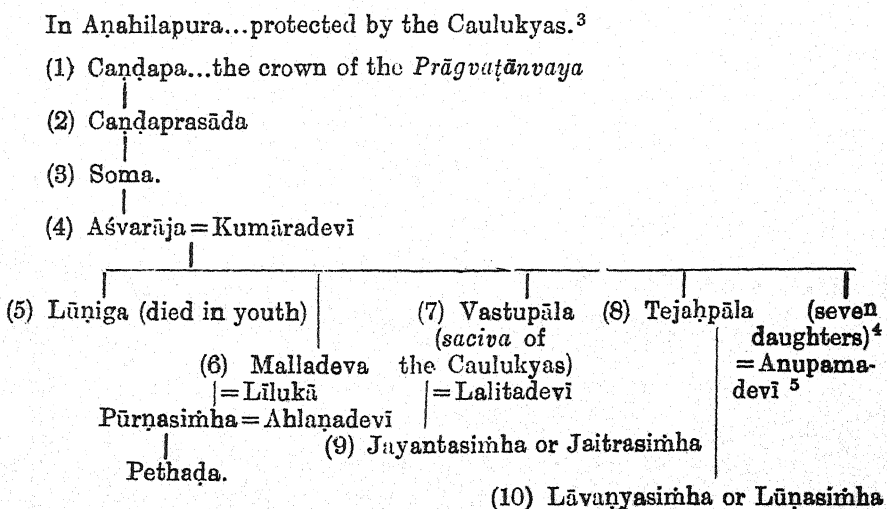 In Aṇahilapura...protected by the Caulukyas.³
(1) Caṇḍapa...the crown of the Prāgvaṭānvaya
(2) Caṇḍaprasāda
(3) Soma.
(4) Aśvarāja=Kumāradevī
(5) Lūṇiga (died in youth) (7) Vastupāla (8) Tejaḥpāla (seven
(saciva of daughters)⁴
(6) Malladeva the Caulukyas) =Anupama-
=Līlukā =Lalitadevī devī ⁵
Pūrṇasiṁha=Ahlaṇadevī
(9) Jayantasiṁha or Jaitrasiṁha
Pethaḍa.
(10) Lāvaṇyasiṁha or Lūṇasiṁha